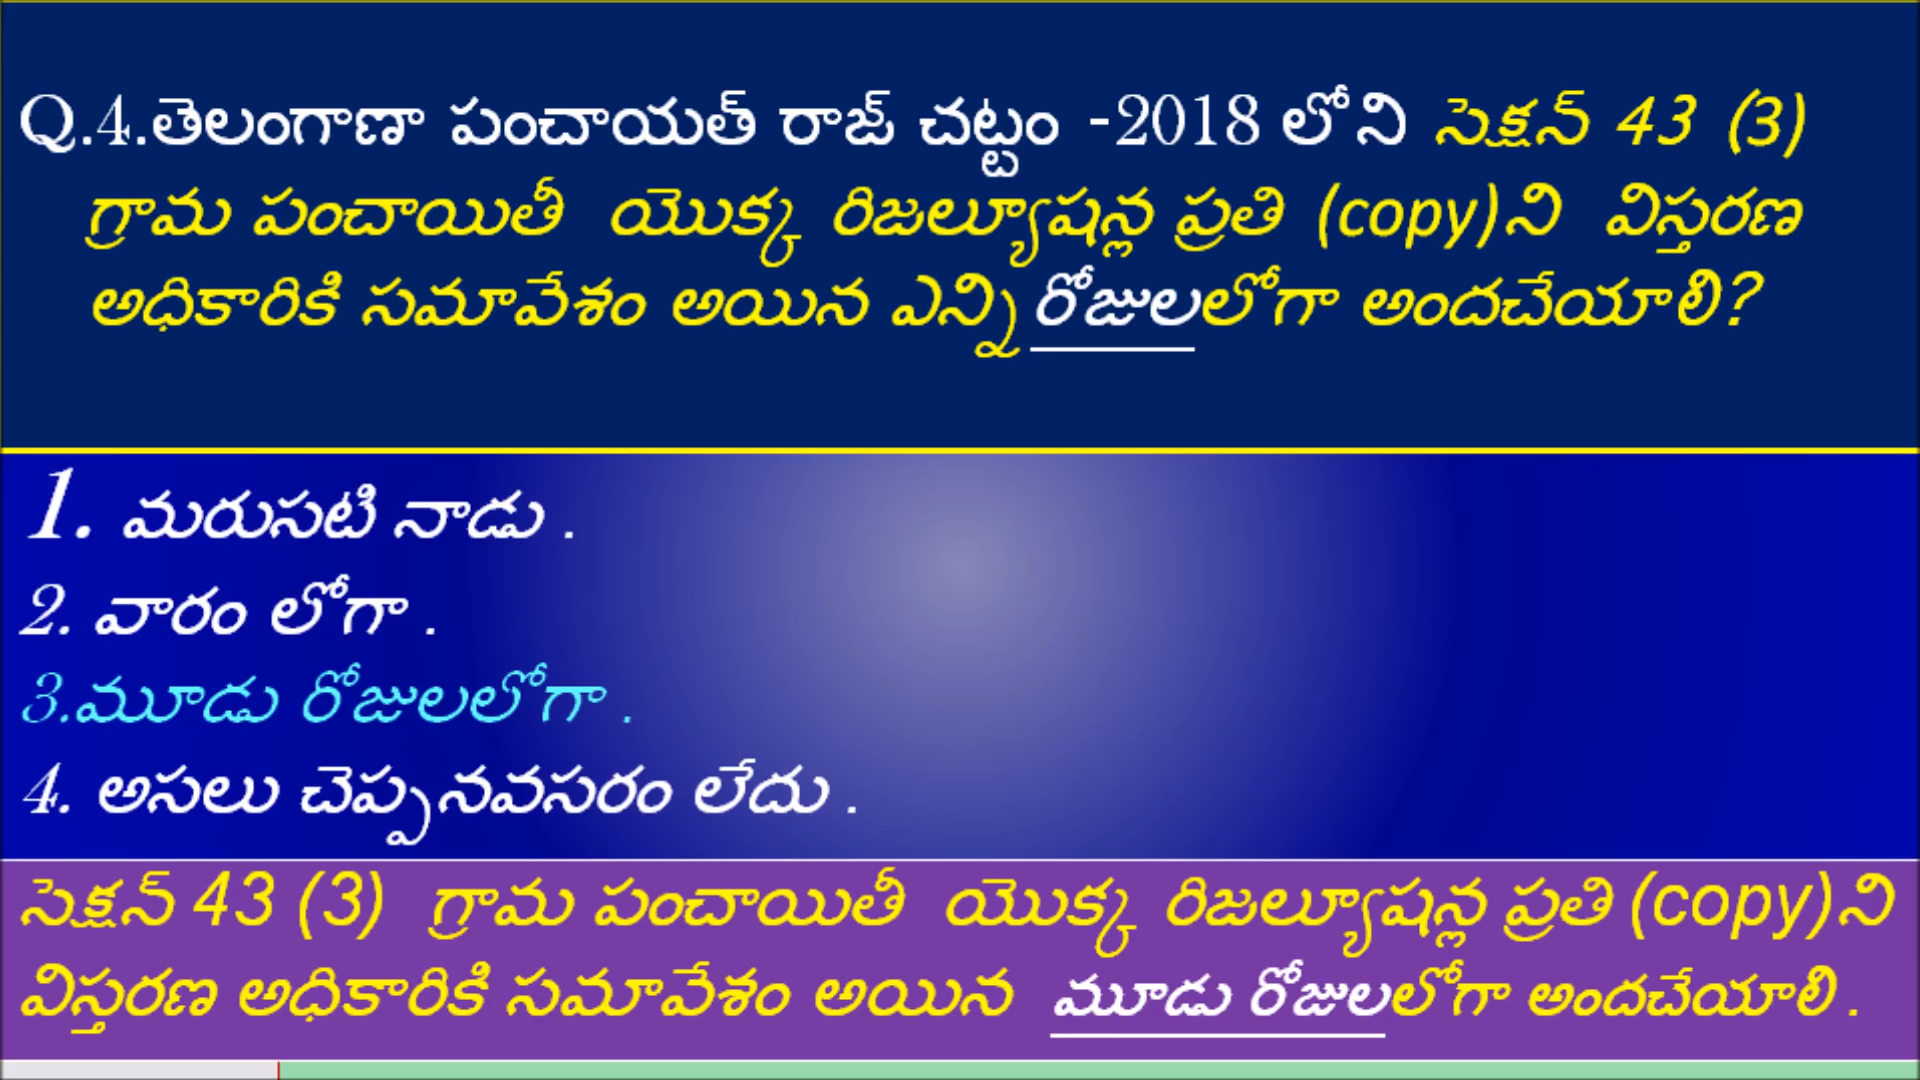 Q.4.తెలంగాణా పంచాయత్ రాజ్ చట్టం -2018 లోని సెక్షన్ 43 (3)
గ్రామ పంచాయితీ యొక్క రిజల్యూషన్ల ప్రతి (copy)ని విస్తరణ
అధికారికి సమావేశం అయిన ఎన్ని రోజులలోగా అందచేయాలి?
1. మరుసటి నాడు .
2. వారం లోగా .
3.మూడు రోజులలోగా .
4. అసలు చెప్పనవసరం లేదు .
సెక్షన్ 43 (3) గ్రామ పంచాయితీ యొక్క రిజల్యూషన్ల ప్రతి (copy)ని
విస్తరణ అధికారికి సమావేశం అయిన మూడు రోజులలోగా అందచేయాలి .